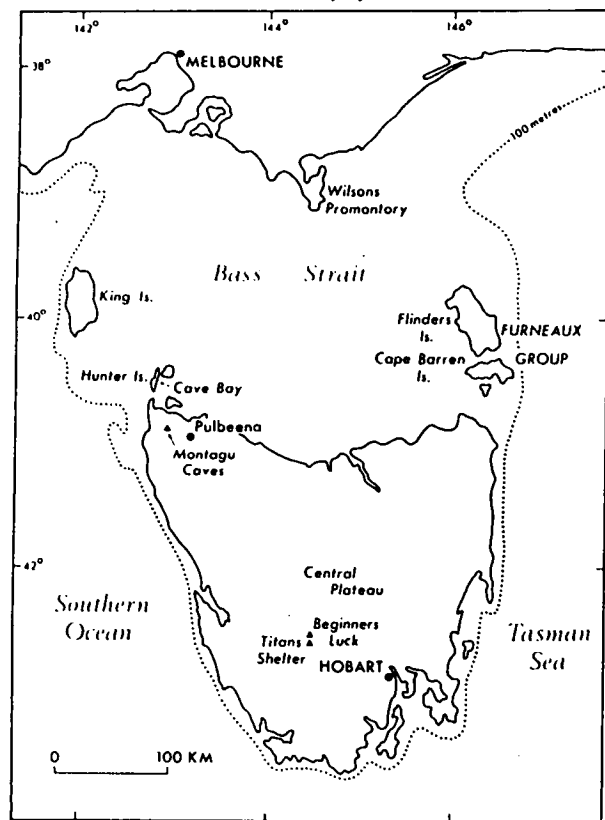 142°
144°
146°
38°
MELBOURNE
100 metres
Wilsons
Promontory
Bass Strait
King Is.
40°
Flinders
Is.
FURNEAUX
GROUP
Cape Barren
Is.
Hunter Is.
Cave Bay
Pulbeena
Montagu
Caves
42°
Central
Plateau
Southern
Ocean
Beginners
Luck
Titans
Shelter
HOBART
Tasman
Sea
0 100 KM